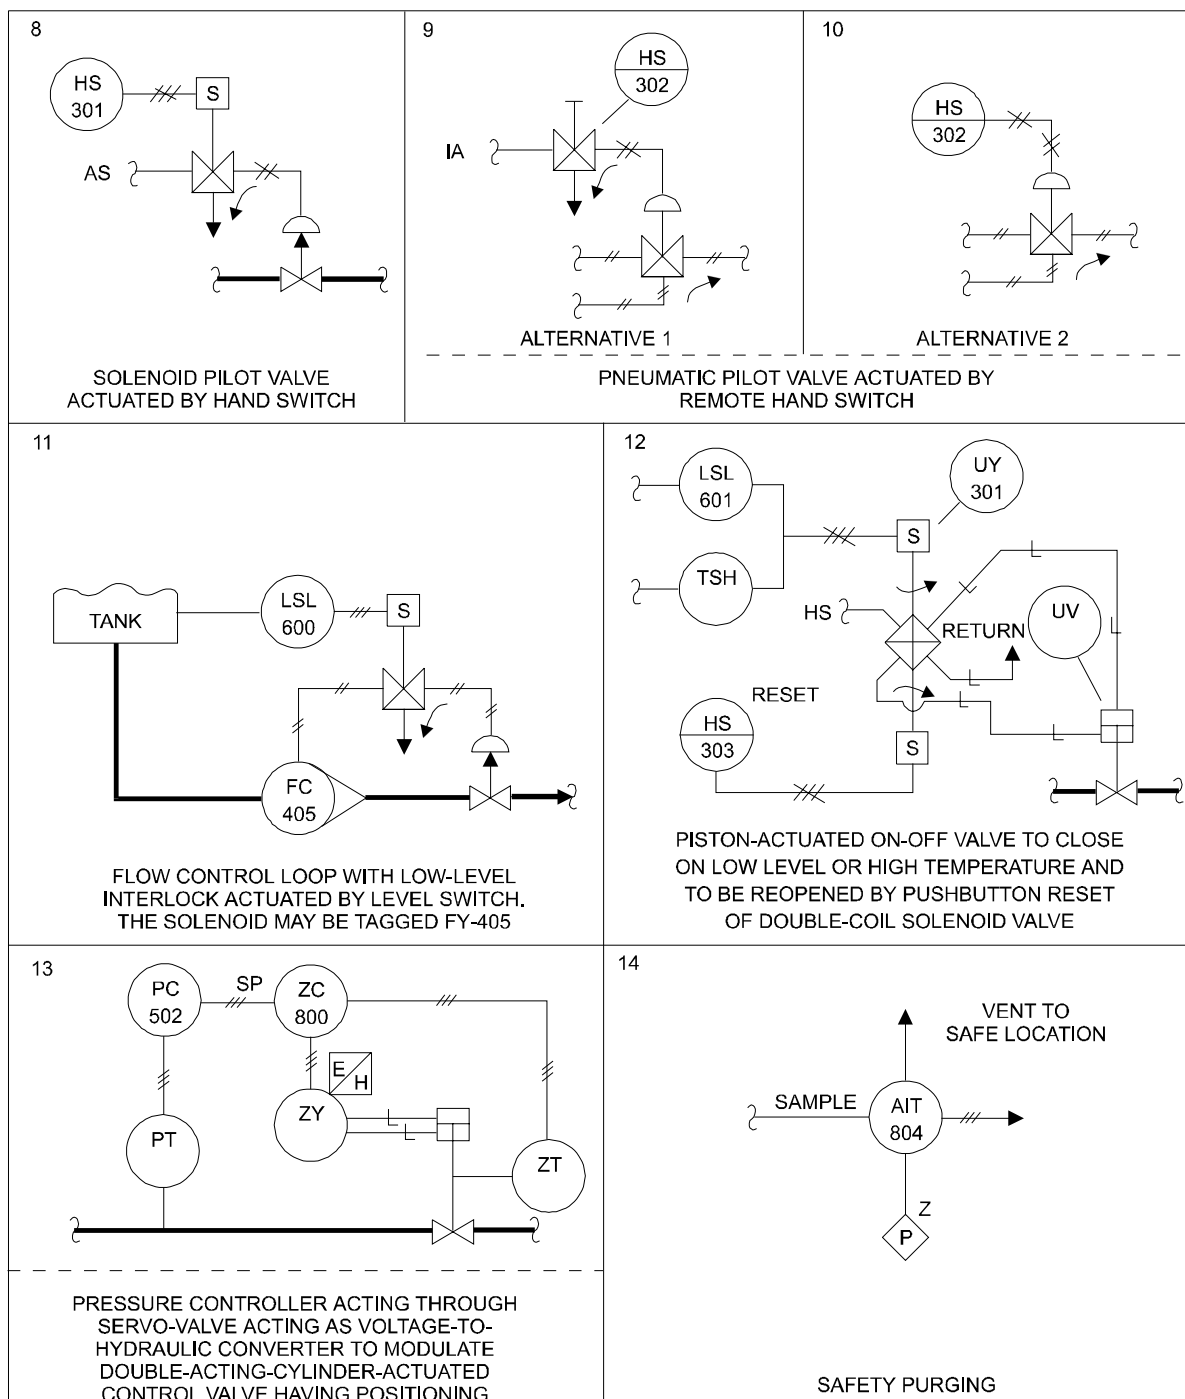 8
HS
301
S
AS
SOLENOID PILOT VALVE
ACTUATED BY HAND SWITCH
9
HS
302
IA
ALTERNATIVE 1
10
HS
302
ALTERNATIVE 2
PNEUMATIC PILOT VALVE ACTUATED BY
REMOTE HAND SWITCH
11
TANK
LSL
600
S
FC
405
FLOW CONTROL LOOP WITH LOW-LEVEL
INTERLOCK ACTUATED BY LEVEL SWITCH.
THE SOLENOID MAY BE TAGGED FY-405
12
LSL
601
UY
301
S
TSH
HS
RETURN
UV
RESET
HS
303
S
PISTON-ACTUATED ON-OFF VALVE TO CLOSE
ON LOW LEVEL OR HIGH TEMPERATURE AND
TO BE REOPENED BY PUSHBUTTON RESET
OF DOUBLE-COIL SOLENOID VALVE
13
PC
502
SP
ZC
800
E
H
ZY
PT
ZT
PRESSURE CONTROLLER ACTING THROUGH
SERVO-VALVE ACTING AS VOLTAGE-TO-
HYDRAULIC CONVERTER TO MODULATE
DOUBLE-ACTING-CYLINDER-ACTUATED
CONTROL VALVE HAVING POSITIONING
14
VENT TO
SAFE LOCATION
SAMPLE
AIT
804
Z
P
SAFETY PURGING